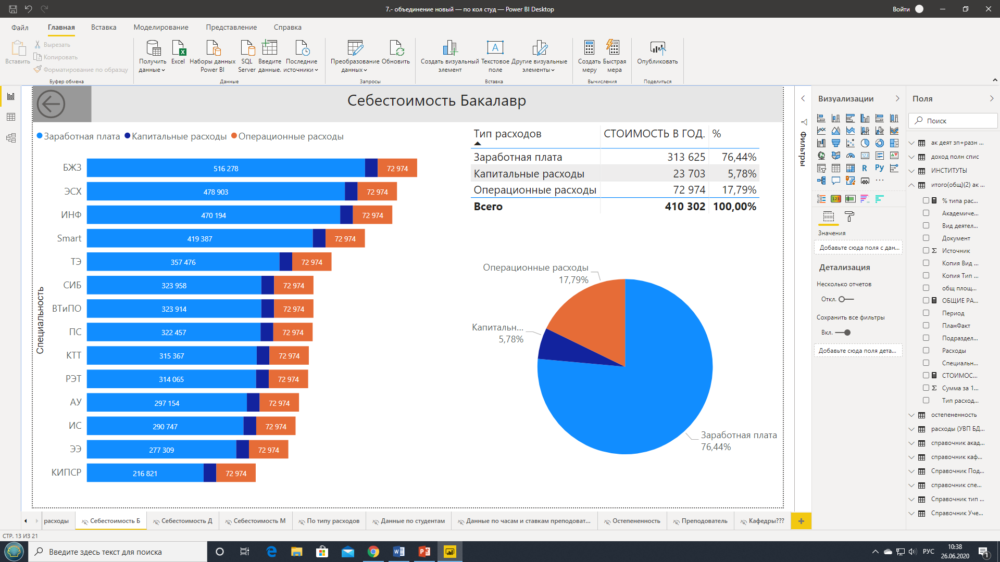 7.- объединение новый — по кол студ — Power BI Desktop
Войти
Файл
Главная
Вставка
Моделирование
Представление
Справка
Вставить
Вырезать
Копировать
Форматирование по образцу
Буфер обмена
Получить данные
Excel
Наборы данных Power BI
SQL Server
Введите данные.
Последние источники
Данные
Преобразование данных
Обновить
Запросы
Создать визуальный элемент
Текстовое поле
Другие визуальные элементы
Вставка
Создать меру
Быстрая мера
Вычисления
Опубликовать
Поделиться
Себестоимость Бакалавр
Заработная плата
Капитальные расходы
Операционные расходы
Специальность
БЖЗ 516 278 72 974
ЭСХ 478 903 72 974
ИНФ 470 194 72 974
Smart 419 387 72 974
ТЭ 357 476 72 974
СИБ 323 958 72 974
ВТиПО 323 914 72 974
ПС 322 457 72 974
КТТ 315 367 72 974
РЭТ 314 065 72 974
АУ 297 154 72 974
ИС 290 747 72 974
ЭЭ 277 309 72 974
КИПСР 216 821 72 974
Тип расходов СТОИМОСТЬ В ГОД. %
Заработная плата 313 625 76,44%
Капитальные расходы 23 703 5,78%
Операционные расходы 72 974 17,79%
Всего 410 302 100,00%
Операционные расходы
17,79%
Капитальн...
5,78%
Заработная плата
76,44%
Фильтры
Визуализации
123
R
Py
...
123
Значения
Добавьте сюда поля с дан...
Детализация
Несколько отчетов
Откл.
Сохранить все фильтры
Вкл.
Добавьте сюда поля дета...
Поля
Поиск
ак деят зп+разн ...
доход полн спис
ИНСТИТУТЫ
итого(общ)(2) ак ...
% типа рас...
Академиче...
Вид деятел...
Документ
Σ Источник
Копия Вид ...
Копия Тип ...
общ площ...
ОБЩИЕ РА...
Период
ПланФакт
Подраздел...
Расходы
Специальн...
СТОИМОС...
Σ Сумма за 1...
Тип расход...
остепененность
расходы (УВП БД...
справочник акад...
справочник каф...
Справочник Под...
справочник спе...
Справочник тип ...
Справочник Уче...
расходы
Себестоимость Б
Себестоимость Д
Себестоимость М
По типу расходов
Данные по студентам
Данные по часам и ставкам преподоват...
Остепененность
Преподователь
Кафедры???
+
СТР. 13 ИЗ 21
Введите здесь текст для поиска
РУС
10:38
26.06.2020
1